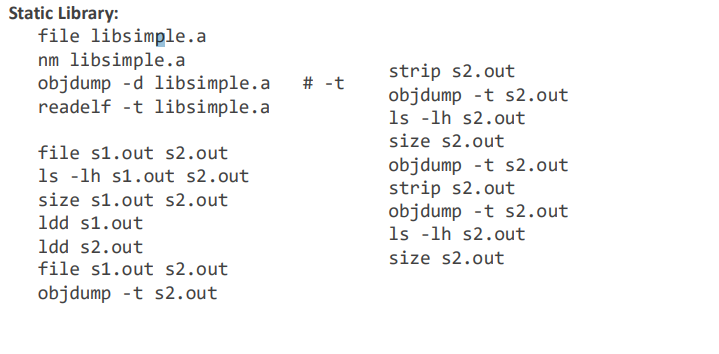 Static Library:
file libsimple.a
nm libsimple.a
objdump -d libsimple.a   # -t
readelf -t libsimple.a
file s1.out s2.out
ls -lh s1.out s2.out
size s1.out s2.out
ldd s1.out
ldd s2.out
file s1.out s2.out
objdump -t s2.out
strip s2.out
objdump -t s2.out
ls -lh s2.out
size s2.out
objdump -t s2.out
strip s2.out
objdump -t s2.out
ls -lh s2.out
size s2.out